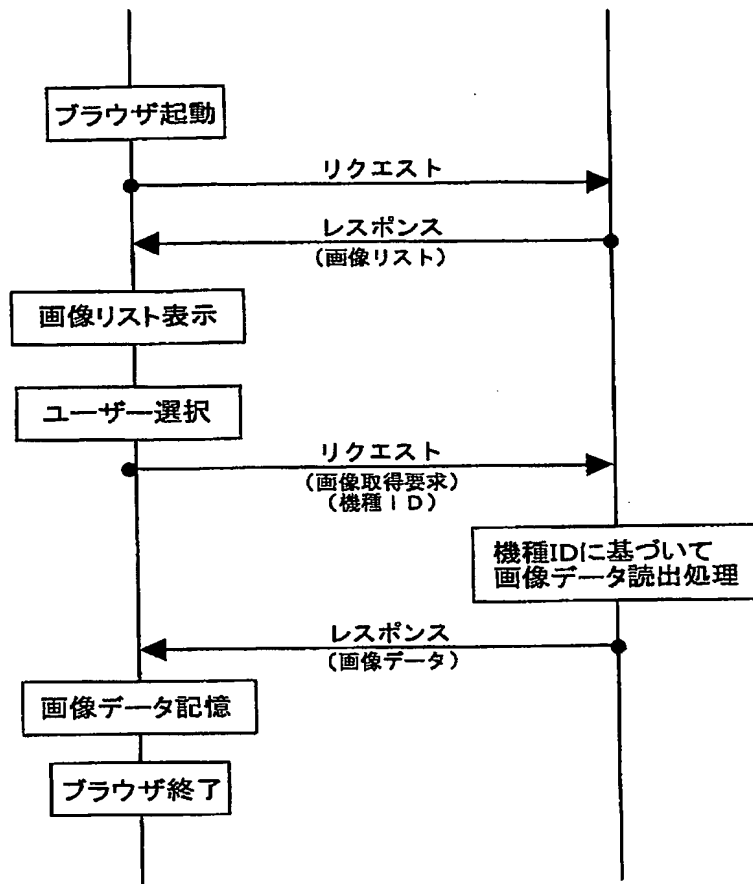 ブラウザ起動
リクエスト
レスポンス
(画像リスト)
画像リスト表示
ユーザー選択
リクエスト
(画像取得要求)
(機種ID)
機種IDに基づいて
画像データ読出処理
レスポンス
(画像データ)
画像データ記憶
ブラウザ終了